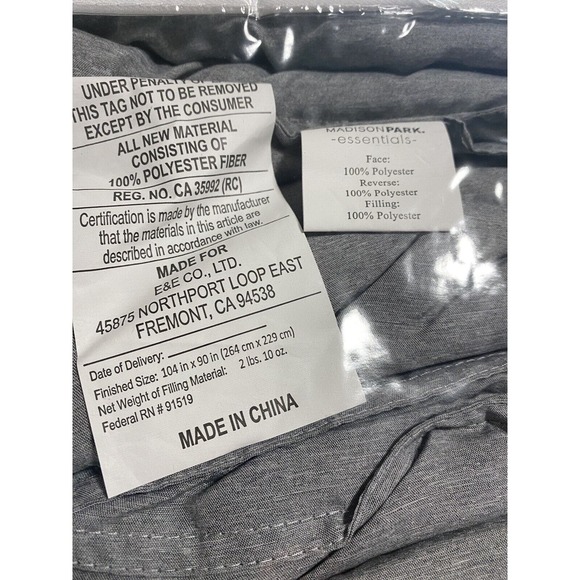 UNDER PENALTY OF
THIS TAG NOT TO BE REMOVED
EXCEPT BY THE CONSUMER
ALL NEW MATERIAL
CONSISTING OF
100% POLYESTER FIBER
REG. NO. CA 35992 (RC)
Certification is made by the manufacturer
that the materials in this article are
described in accordance with law.
MADE FOR
E&E CO., LTD.
45875 NORTHPORT LOOP EAST
FREMONT, CA 94538
Date of Delivery:
Finished Size: 104 in x 90 in (264 cm x 229 cm)
Net Weight of Filling Material: 2 lbs. 10 oz.
Federal RN # 91519
MADE IN CHINA
MADISONPARK.
-essentials-
Face:
100% Polyester
Reverse:
100% Polyester
Filling:
100% Polyester